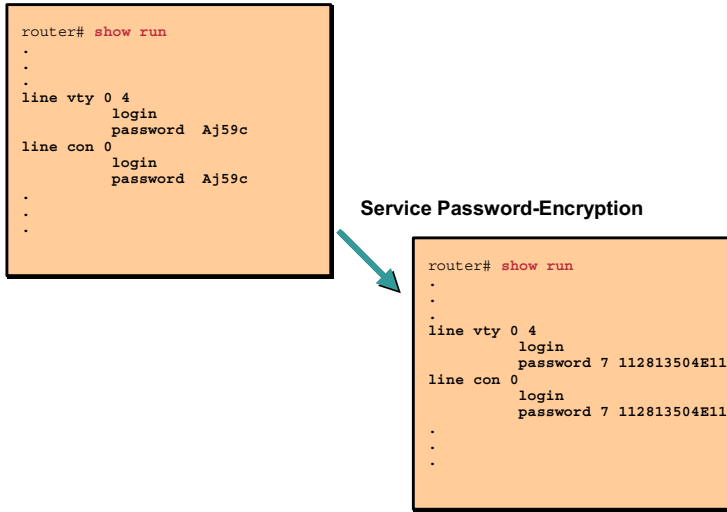 router# show run
.
.
.
line vty 0 4
login
password Aj59c
line con 0
login
password Aj59c
.
.
.
Service Password-Encryption
router# show run
.
.
.
line vty 0 4
login
password 7 112813504E11
line con 0
login
password 7 112813504E11
.
.
.